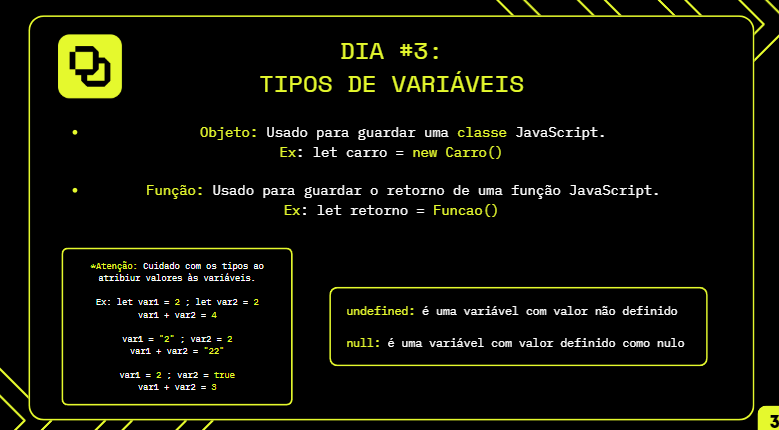 DIA #3:
TIPOS DE VARIÁVEIS
• Objeto: Usado para guardar uma classe JavaScript.
Ex: let carro = new Carro()
• Função: Usado para guardar o retorno de uma função JavaScript.
Ex: let retorno = Funcao()
*Atenção: Cuidado com os tipos ao
atribiur valores às variáveis.
Ex: let var1 = 2 ; let var2 = 2
var1 + var2 = 4
var1 = "2" ; var2 = 2
var1 + var2 = "22"
var1 = 2 ; var2 = true
var1 + var2 = 3
undefined: é uma variável com valor não definido
null: é uma variável com valor definido como nulo
3